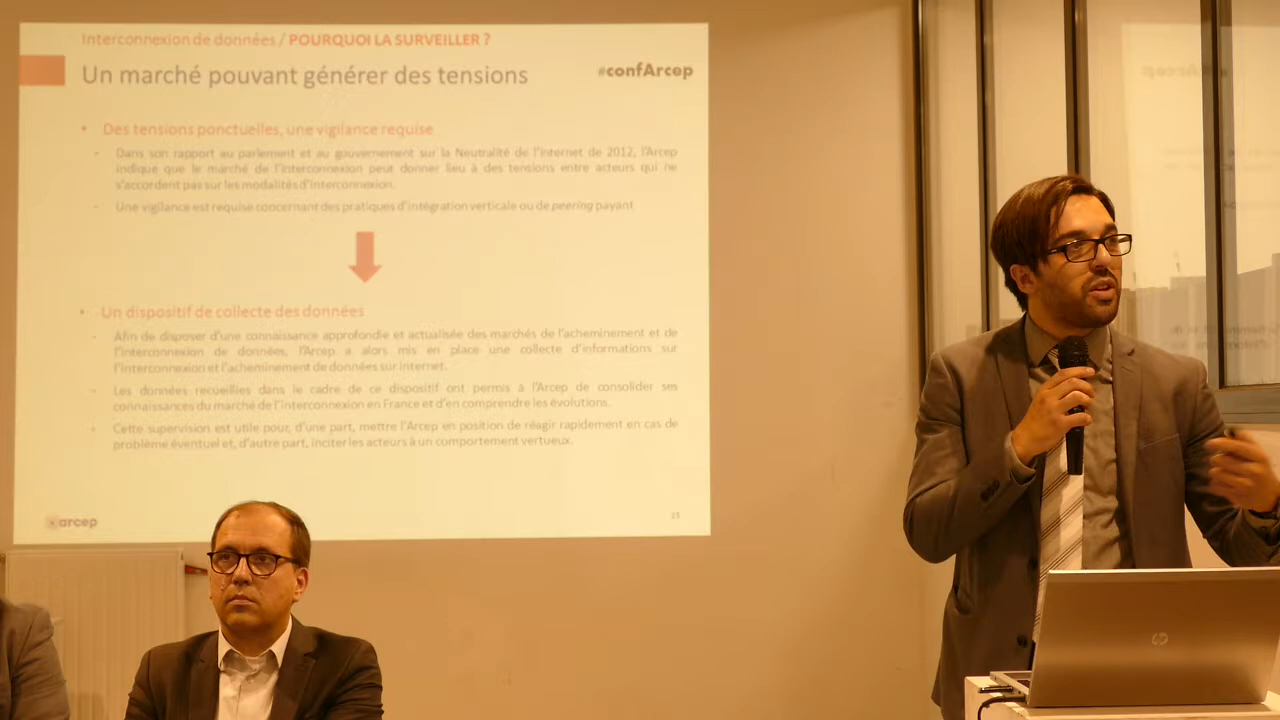 Interconnexion de données / POURQUOI LA SURVEILLER ?
Un marché pouvant générer des tensions
#confArcep
• Des tensions ponctuelles, une vigilance requise
- Dans son rapport au parlement et au gouvernement sur la Neutralité de l'internet de 2012, l'Arcep
indique que le marché de l'interconnexion peut donner lieu à des tensions entre acteurs qui ne
s'accordent pas sur les modalités d'interconnexion.
- Une vigilance est requise concernant des pratiques d'intégration verticale ou de peering payant
• Un dispositif de collecte des données
- Afin de disposer d'une connaissance approfondie et actualisée des marchés de l'acheminement et de
l'interconnexion de données, l'Arcep a alors mis en place une collecte d'informations sur
l'interconnexion et l'acheminement de données sur internet.
- Les données recueillies dans le cadre de ce dispositif ont permis à l'Arcep de consolider ses
connaissances du marché de l'interconnexion en France et d'en comprendre les évolutions.
- Cette supervision est utile pour, d'une part, mettre l'Arcep en position de réagir rapidement en cas de
problème éventuel et, d'autre part, inciter les acteurs à un comportement vertueux.
arcep
hp